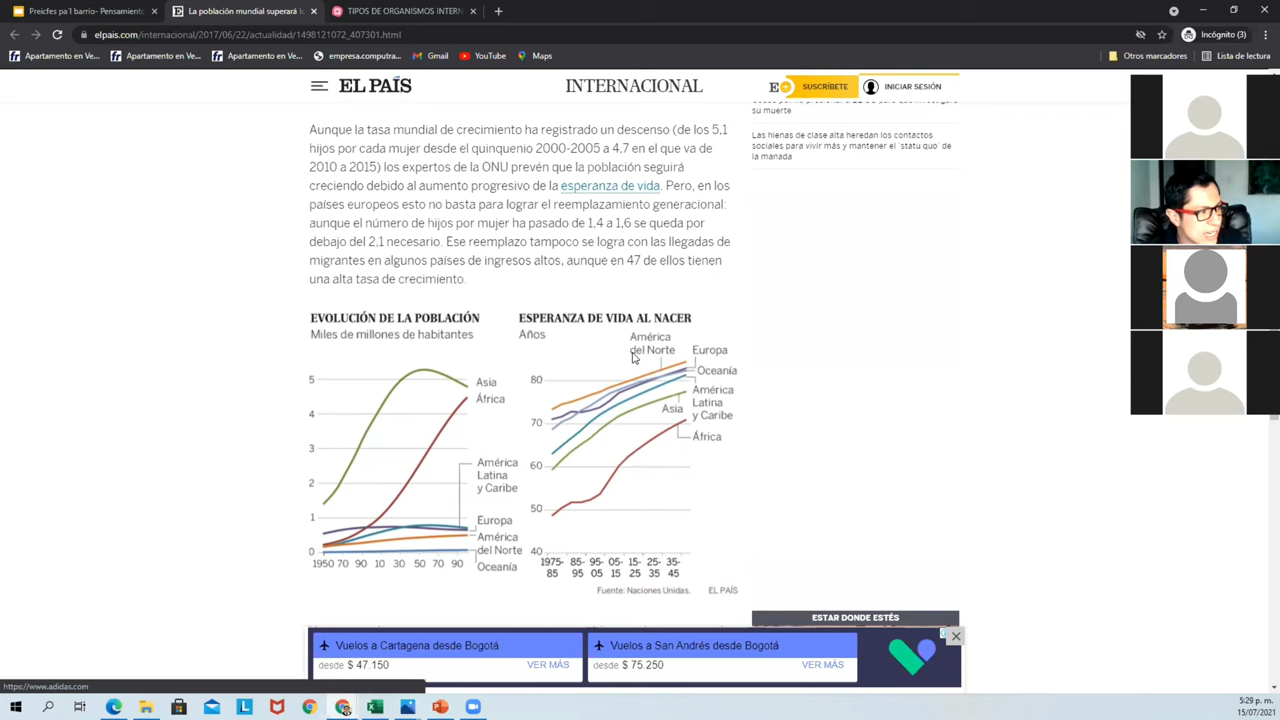 Preicfes pa'l barrio- Pensamiento
La población mundial superará l
TIPOS DE ORGANISMOS INTERN
elpais.com/internacional/2017/06/22/actualidad/1498121072_407301.html
Incógnito (3)
Apartamento en Ve...
Apartamento en Ve...
Apartamento en Ve...
empresa.computra...
Gmail
YouTube
Maps
Otros marcadores
Lista de lectura
EL PAÍS
INTERNACIONAL
SUSCRÍBETE
INICIAR SESIÓN
su muerte
Las hienas de clase alta heredan los contactos
sociales para vivir más y mantener el 'statu quo' de
la manada
Aunque la tasa mundial de crecimiento ha registrado un descenso (de los 5,1
hijos por cada mujer desde el quinquenio 2000-2005 a 4,7 en el que va de
2010 a 2015) los expertos de la ONU prevén que la población seguirá
creciendo debido al aumento progresivo de la esperanza de vida. Pero, en los
países europeos esto no basta para lograr el reemplazamiento generacional:
aunque el número de hijos por mujer ha pasado de 1,4 a 1,6 se queda por
debajo del 2,1 necesario. Ese reemplazo tampoco se logra con las llegadas de
migrantes en algunos países de ingresos altos, aunque en 47 de ellos tienen
una alta tasa de crecimiento.
EVOLUCIÓN DE LA POBLACIÓN
Miles de millones de habitantes
5
4
3
2
1
0
Asia
África
América
Latina
y Caribe
Europa
América
del Norte
Oceanía
1950 70 90 10 30 50 70 90
ESPERANZA DE VIDA AL NACER
Años
80
70
60
50
40
América
del Norte
Europa
Oceanía
América
Latina
y Caribe
Asia
África
1975- 85- 95- 05- 15- 25- 35-
85 95 05 15 25 35 45
Fuente: Naciones Unidas. EL PAÍS
ESTAR DONDE ESTÉS
Vuelos a Cartagena desde Bogotá
desde $ 47.150 VER MÁS
Vuelos a San Andrés desde Bogotá
desde $ 75.250 VER MÁS
https://www.adidas.com
5:29 p. m.
15/07/2021